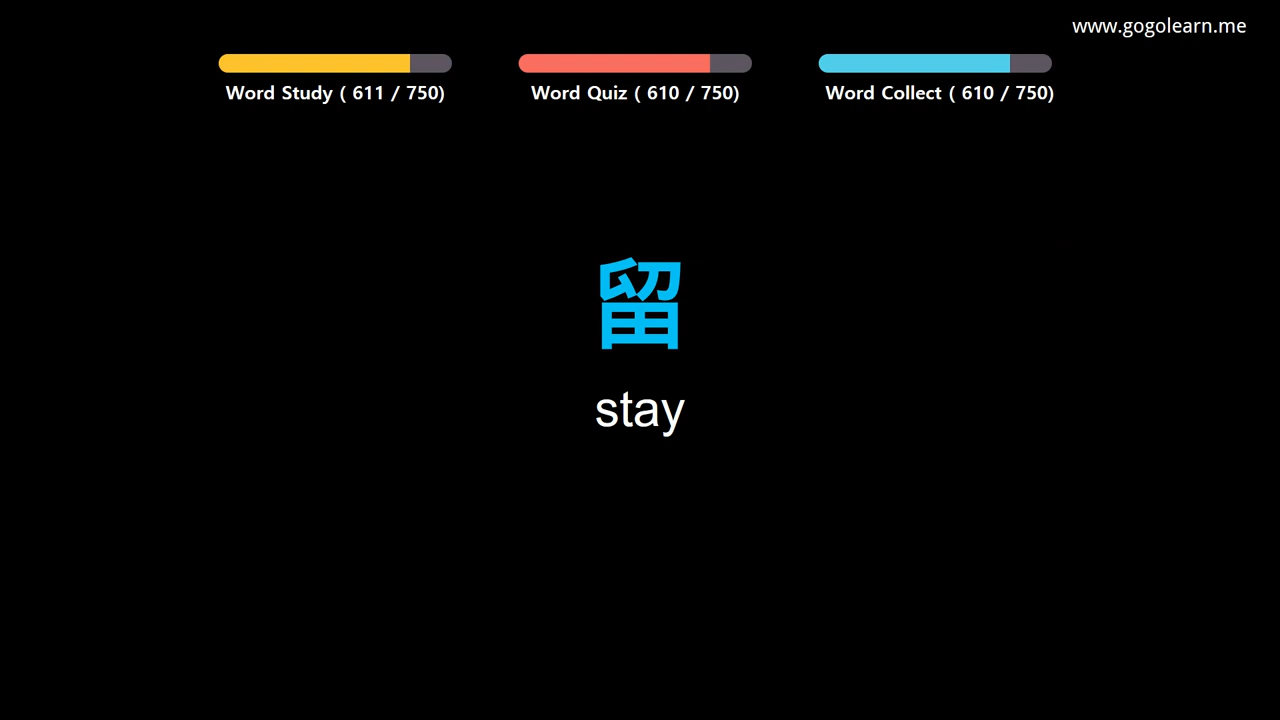 www.gogolearn.me
Word Study ( 611 / 750)
Word Quiz ( 610 / 750)
Word Collect ( 610 / 750)
留
stay